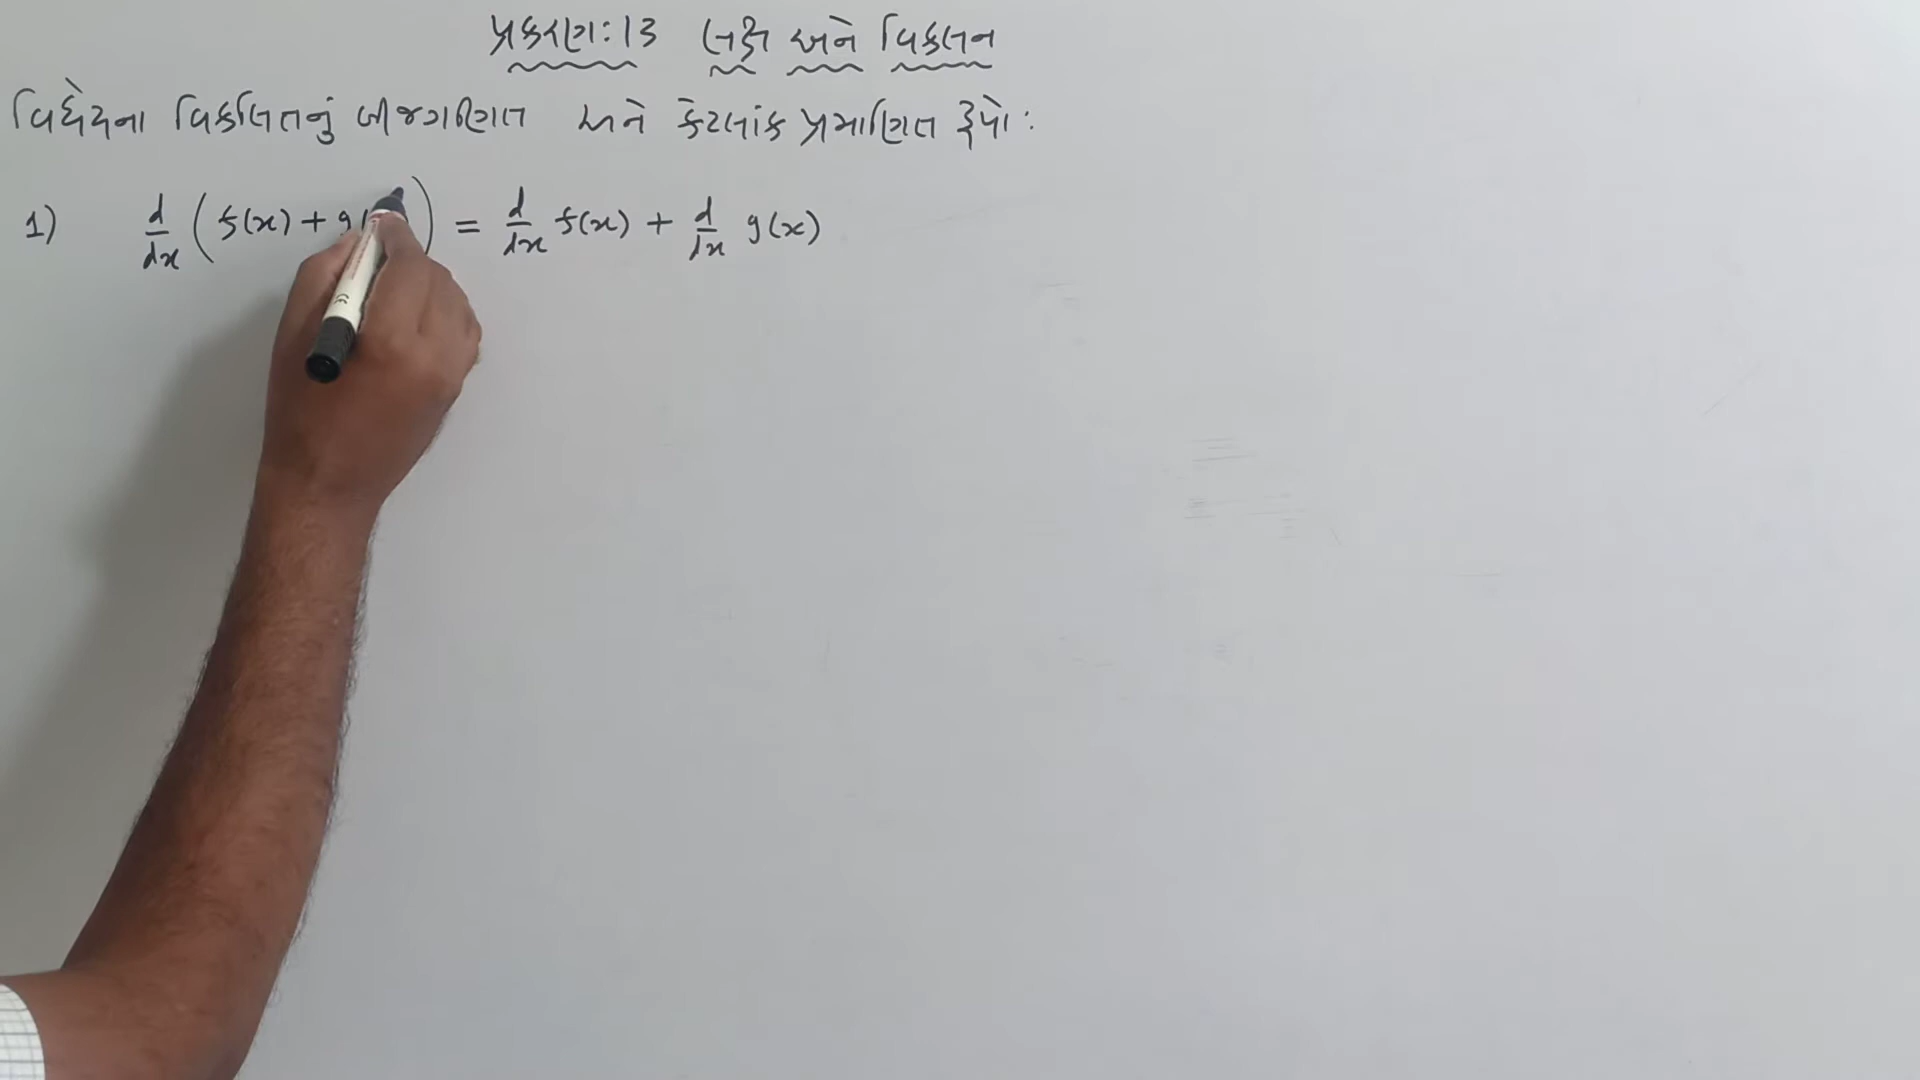 પ્રકરણ:13 લક્ષ અને વિકલન
વિધેયના વિકલિતનું બીજગણિત અને કેટલાંક પ્રમાણિત રૂપો:
1) d/dx (f(x) + g( ) = d/dx f(x) + d/dx g(x)